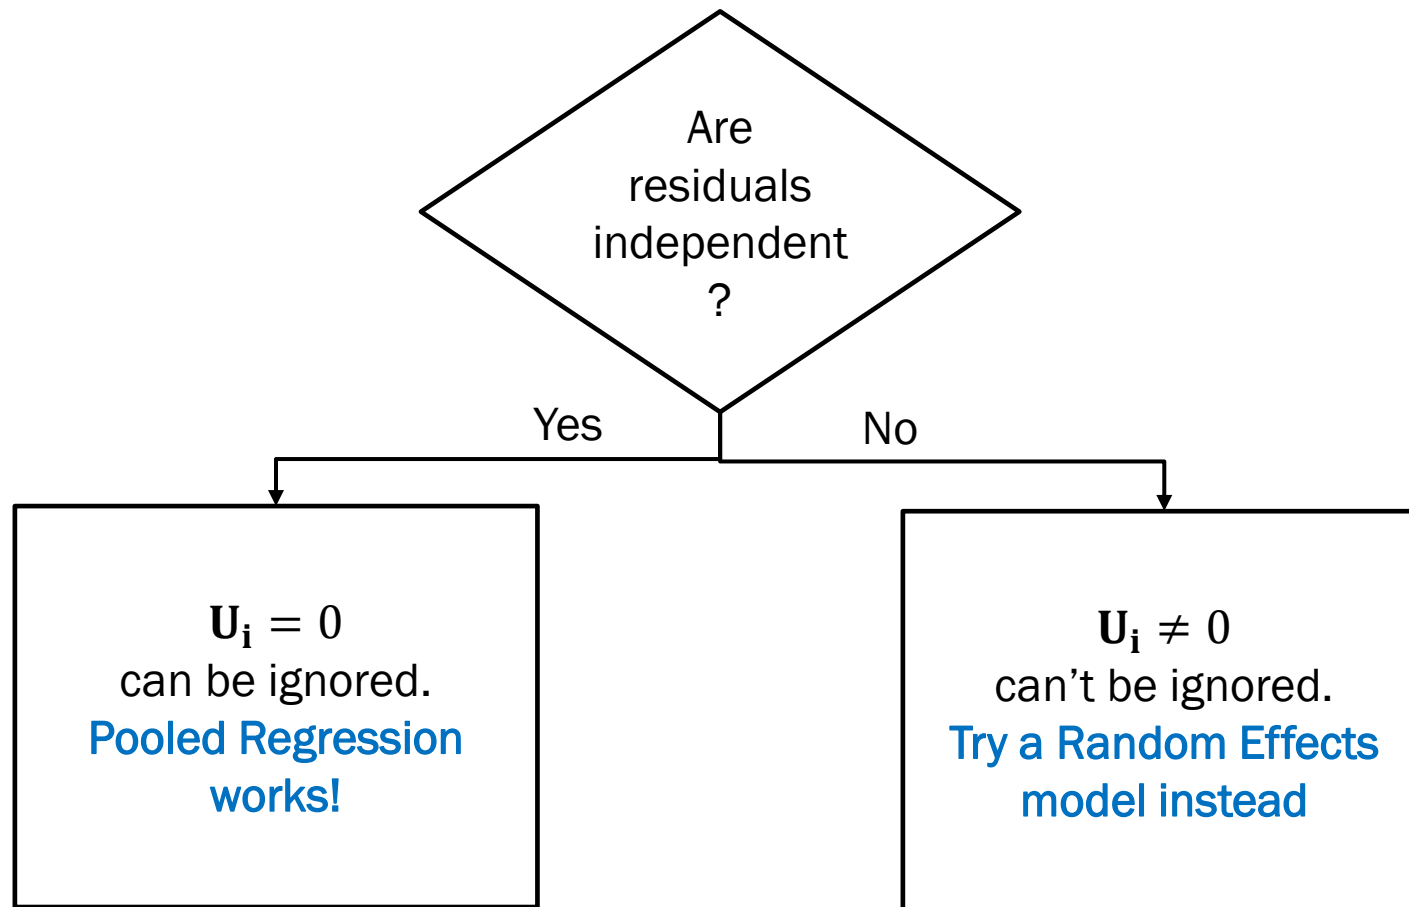 Are
residuals
independent
?
Yes
No
𝐔ᵢ = 0
can be ignored.
Pooled Regression
works!
𝐔ᵢ ≠ 0
can’t be ignored.
Try a Random Effects
model instead